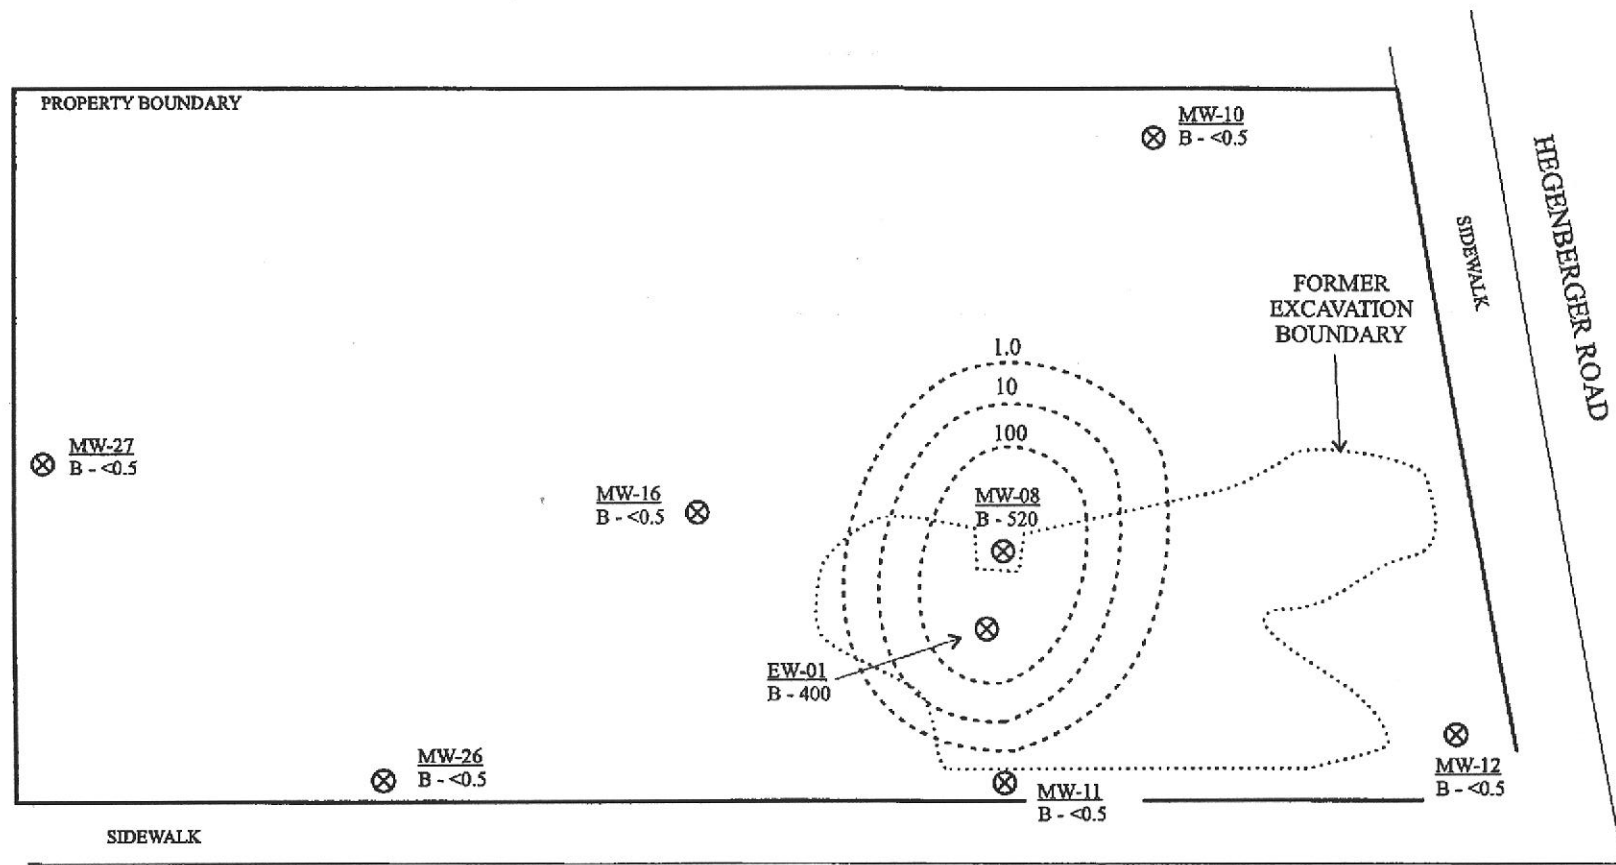 PROPERTY BOUNDARY
MW-10
B - <0.5
HEGENBERGER ROAD
SIDEWALK
FORMER
EXCAVATION
BOUNDARY
1.0
10
100
MW-27
B - <0.5
MW-16
B - <0.5
MW-08
B - 520
EW-01
B - 400
MW-26
B - <0.5
MW-11
B - <0.5
MW-12
B - <0.5
SIDEWALK